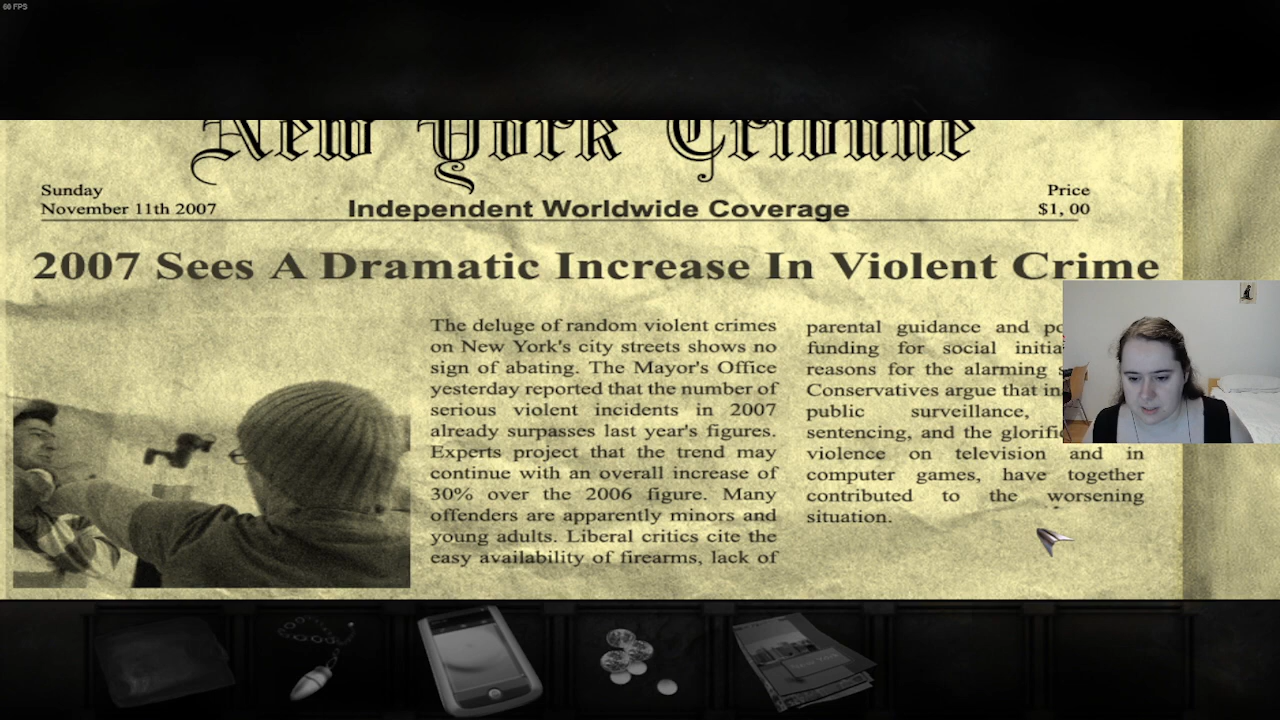 60 FPS
New York Tribune
Sunday
November 11th 2007
Independent Worldwide Coverage
Price
$1, 00
2007 Sees A Dramatic Increase In Violent Crime
The deluge of random violent crimes
on New York's city streets shows no
sign of abating. The Mayor's Office
yesterday reported that the number of
serious violent incidents in 2007
already surpasses last year's figures.
Experts project that the trend may
continue with an overall increase of
30% over the 2006 figure. Many
offenders are apparently minors and
young adults. Liberal critics cite the
easy availability of firearms, lack of
parental guidance and
funding for social
reasons for the alarming
Conservatives argue that
public surveillance,
sentencing, and the
violence on television and in
computer games, have together
contributed to the worsening
situation.